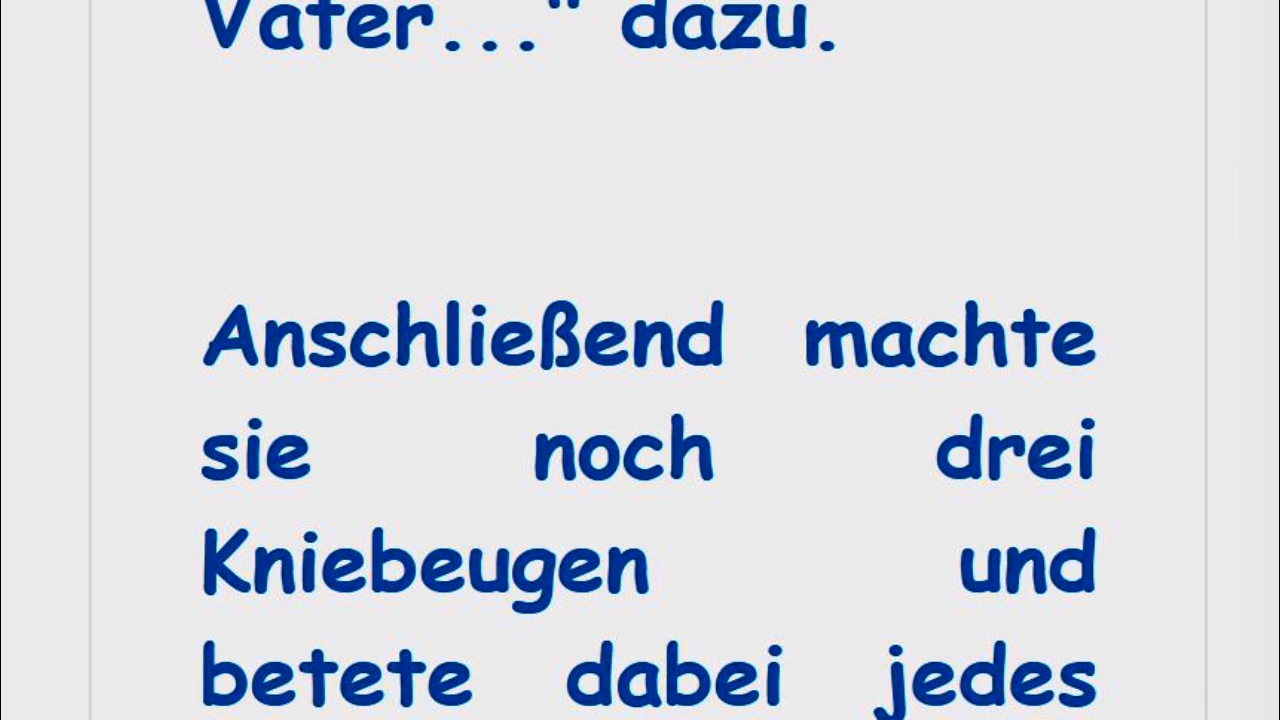 Vater..." dazu.
Anschließend machte
sie noch drei
Kniebeugen und
betete dabei jedes